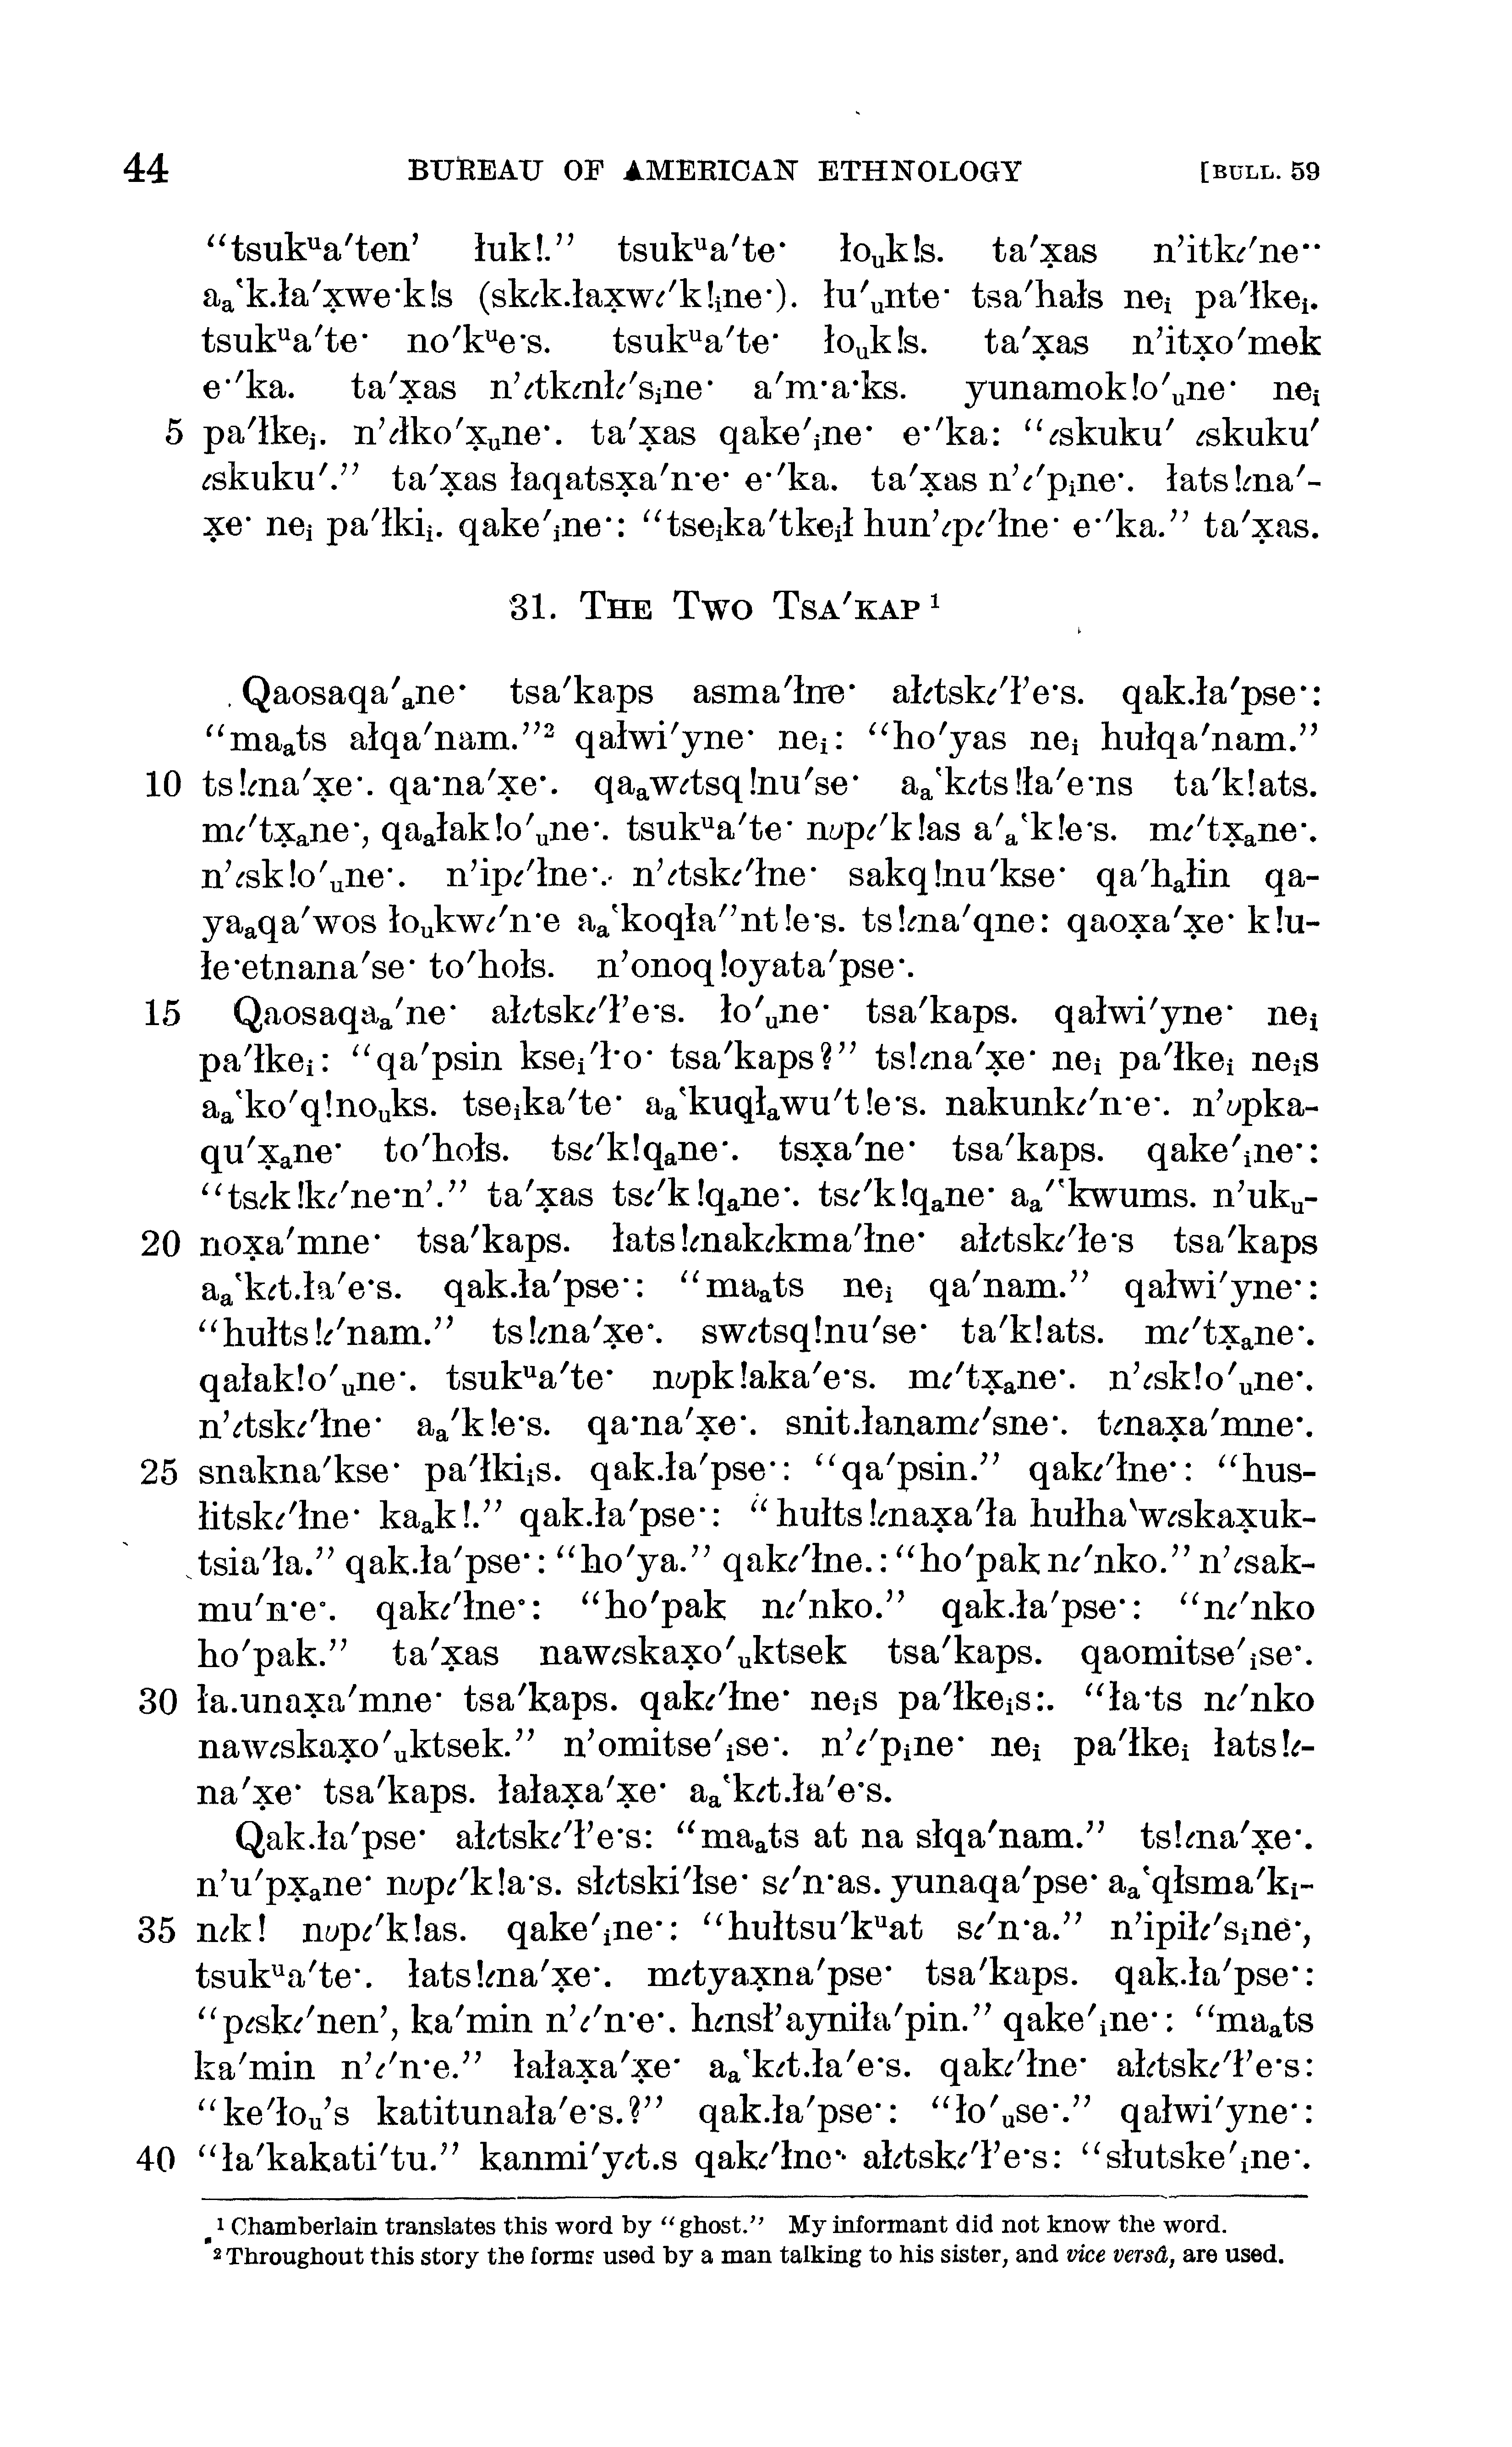 44 BUREAU OF AMERICAN ETHNOLOGY [BULL. 59
“tsukᵘa′ten’ łuk!.” tsukᵘa′te· łoᵤk!s. ta′x̣as n’itkɩ′ne··
aₐ‘k.ła′x̣we·k!s (skɩk.łax̣wɩ′k!ᵢne·). łu′ᵤnte· tsa′hałs neᵢ pa′łkeᵢ.
tsukᵘa′te· no′kᵘe·s. tsukᵘa′te· łoᵤk!s. ta′x̣as n’itx̣o′mek
e·′ka. ta′x̣as n’ɩtkɩnłɩ′sᵢne· a′m·a·ks. yunamok!o′ᵤne· neᵢ
5 pa′łkeᵢ. n’ɩłko′x̣ᵤne·. ta′x̣as qake′ᵢne· e·′ka: “ɩskuku′ ɩskuku′
ɩskuku′.” ta′x̣as łaqatsx̣a′n·e· e·′ka. ta′x̣as n’ɩ′pᵢne·. łats!ɩna′-
x̣e· neᵢ pa′łkiᵢ. qake′ᵢne·: “tseᵢka′tkeᵢł hun’ɩpɩ′łne· e·′ka.” ta′x̣as.
31. THE TWO TSA′KAP ¹
Qaosaqa′ₐne· tsa′kaps asma′łne· ałɩtskɩ′ł’e·s. qak.ła′pse·:
“maₐts ałqa′nam.”² qałwi′yne· neᵢ: “ho′yas neᵢ hułqa′nam.”
10 ts!ɩna′x̣e·. qa·na′x̣e·. qaₐwɩtsq!nu′se· aₐ‘kɩts!ła′e·ns ta′k!ats.
mɩ′tx̣ₐne·, qaₐłak!o′ᵤne·. tsukᵘa′te· nᴜpɩ′k!as a′ₐ‘k!e·s. mɩ′tx̣ₐne·.
n’ɩsk!o′ᵤne·. n’ipɩ′łne·. n’ɩtskɩ′łne· sakq!nu′kse· qa′hₐłin qa-
yaₐqa′wos łoᵤkwɩ′n·e aₐ‘koqła″nt!e·s. ts!ɩna′qne: qaox̣a′x̣e· k!u-
łe·etnana′se· to′hołs. n’onoq!oyata′pse·.
15 Qaosaqaₐ′ne· ałɩtskɩ′ł’e·s. ło′ᵤne· tsa′kaps. qałwi′yne· neᵢ
pa′łkeᵢ: “qa′psin kseᵢ′ł·o· tsa′kaps?” ts!ɩna′x̣e· neᵢ pa′łkeᵢ neᵢs
aₐ‘ko′q!noᵤks. tseᵢka′te· aₐ‘kuqłₐwu′t!e·s. nakunkɩ′n·e·. n’ᴜpka-
qu′x̣ₐne· to′hołs. tsɩ′k!qₐne·. tsx̣a′ne· tsa′kaps. qake′ᵢne·:
“tsɩk!kɩ′ne·n’.” ta′x̣as tsɩ′k!qₐne·. tsɩ′k!qₐne· aₐ′‘kwums. n’ukᵤ-
20 nox̣a′mne· tsa′kaps. łats!ɩnakɩkma′łne· ałɩtskɩ′łe·s tsa′kaps
aₐ‘kɩt.ła′e·s. qak.ła′pse·: “maₐts neᵢ qa′nam.” qałwi′yne·:
“hułts!ɩ′nam.” ts!ɩna′x̣e·. swɩtsq!nu′se· ta′k!ats. mɩ′tx̣ₐne·.
qałak!o′ᵤne·. tsukᵘa′te· nᴜpk!aka′e·s. mɩ′tx̣ₐne·. n’ɩsk!o′ᵤne·.
n’ɩtskɩ′łne· aₐ′k!e·s. qa·na′x̣e·. snit.łanamɩ′sne·. tɩnax̣a′mne·.
25 snakna′kse· pa′łkiᵢs. qak.ła′pse·: “qa′psin.” qakɩ′łne·: “hus-
łitskɩ′łne· kaₐk!.” qak.ła′pse·: “hułts!ɩnax̣a′ła hułha‵wɩskax̣uk-
tsia′ła.” qak.ła′pse·: “ho′ya.” qakɩ′łne.: “ho′pak nɩ′nko.” n’ɩsak-
mu′n·e·. qakɩ′łne·: “ho′pak nɩ′nko.” qak.ła′pse·: “nɩ′nko
ho′pak.” ta′x̣as nawɩskax̣o′ᵤktsek tsa′kaps. qaomitse′ᵢse·.
30 ła.unax̣a′mne· tsa′kaps. qakɩ′łne· neᵢs pa′łkeᵢs:. “ła·ts nɩ′nko
nawɩskax̣o′ᵤktsek.” n’omitse′ᵢse·. n’ɩ′pᵢne· neᵢ pa′łkeᵢ łats!ɩ-
na′x̣e· tsa′kaps. łałax̣a′x̣e· aₐ‘kɩt.ła′e·s.
Qak.ła′pse· ałɩtskɩ′ł’e·s: “maₐts at na słqa′nam.” ts!ɩna′x̣e·.
n’u′px̣ₐne· nᴜpɩ′k!a·s. słɩtski′łse· sɩ′n·as. yunaqa′pse· aₐ‘qłsma′kᵢ-
35 nɩk! nᴜpɩ′k!as. qake′ᵢne·: “hułtsu′kᵘat sɩ′n·a.” n’ipiłɩ′sᵢne·,
tsukᵘa′te·. łats!ɩna′x̣e·. mɩtyax̣na′pse· tsa′kaps. qak.ła′pse·:
“pɩskɩ′nen’, ka′min n’ɩ′n·e·. hɩnsł’ayniła′pin.” qake′ᵢne·: “maₐts
ka′min n’ɩ′n·e.” łałax̣a′x̣e· aₐ‘kɩt.ła′e·s. qakɩ′łne· ałɩtskɩ′ł’e·s:
“ke′łoᵤ’s katitunała′e·s.?” qak.ła′pse·: “ło′ᵤse·.” qałwi′yne·:
40 “ła′kakati′tu.” kanmi′yɩt.s qakɩ′łne·· ałɩtskɩ′ł’e·s: “słutske′ᵢne·.
¹ Chamberlain translates this word by “ghost.” My informant did not know the word.
² Throughout this story the forms used by a man talking to his sister, and vice versâ, are used.